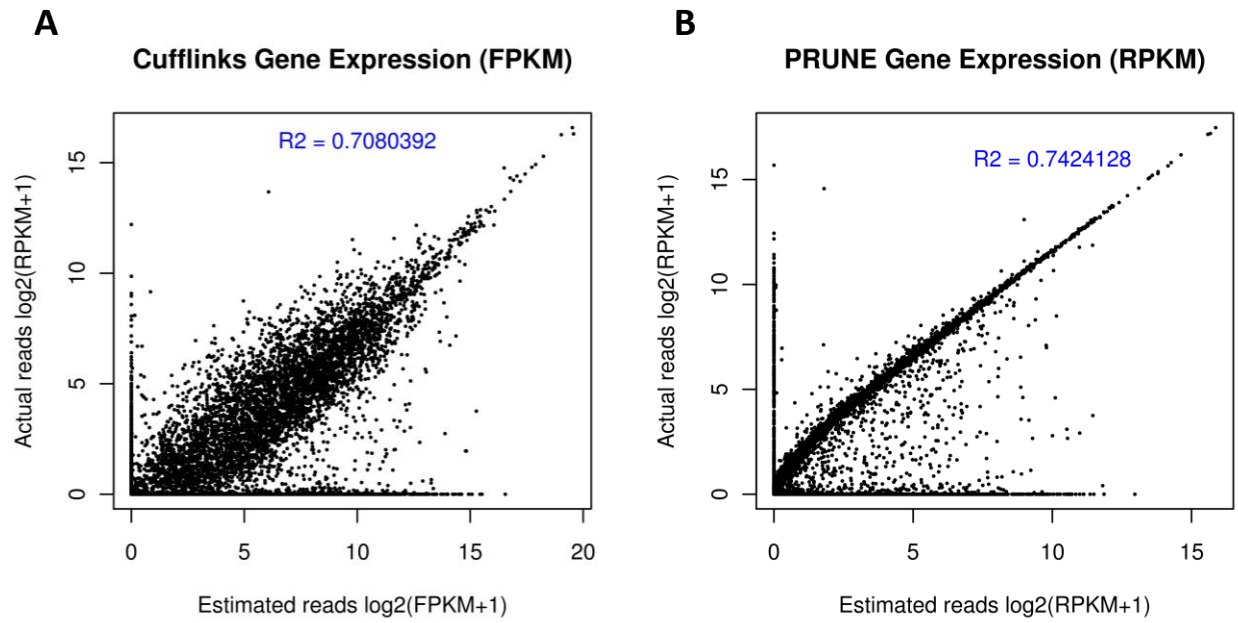 A
Cufflinks Gene Expression (FPKM)
R2 = 0.7080392
Actual reads log2(RPKM+1)
15
10
5
0
0 5 10 15 20
Estimated reads log2(FPKM+1)
B
PRUNE Gene Expression (RPKM)
R2 = 0.7424128
Actual reads log2(RPKM+1)
15
10
5
0
0 5 10 15
Estimated reads log2(RPKM+1)